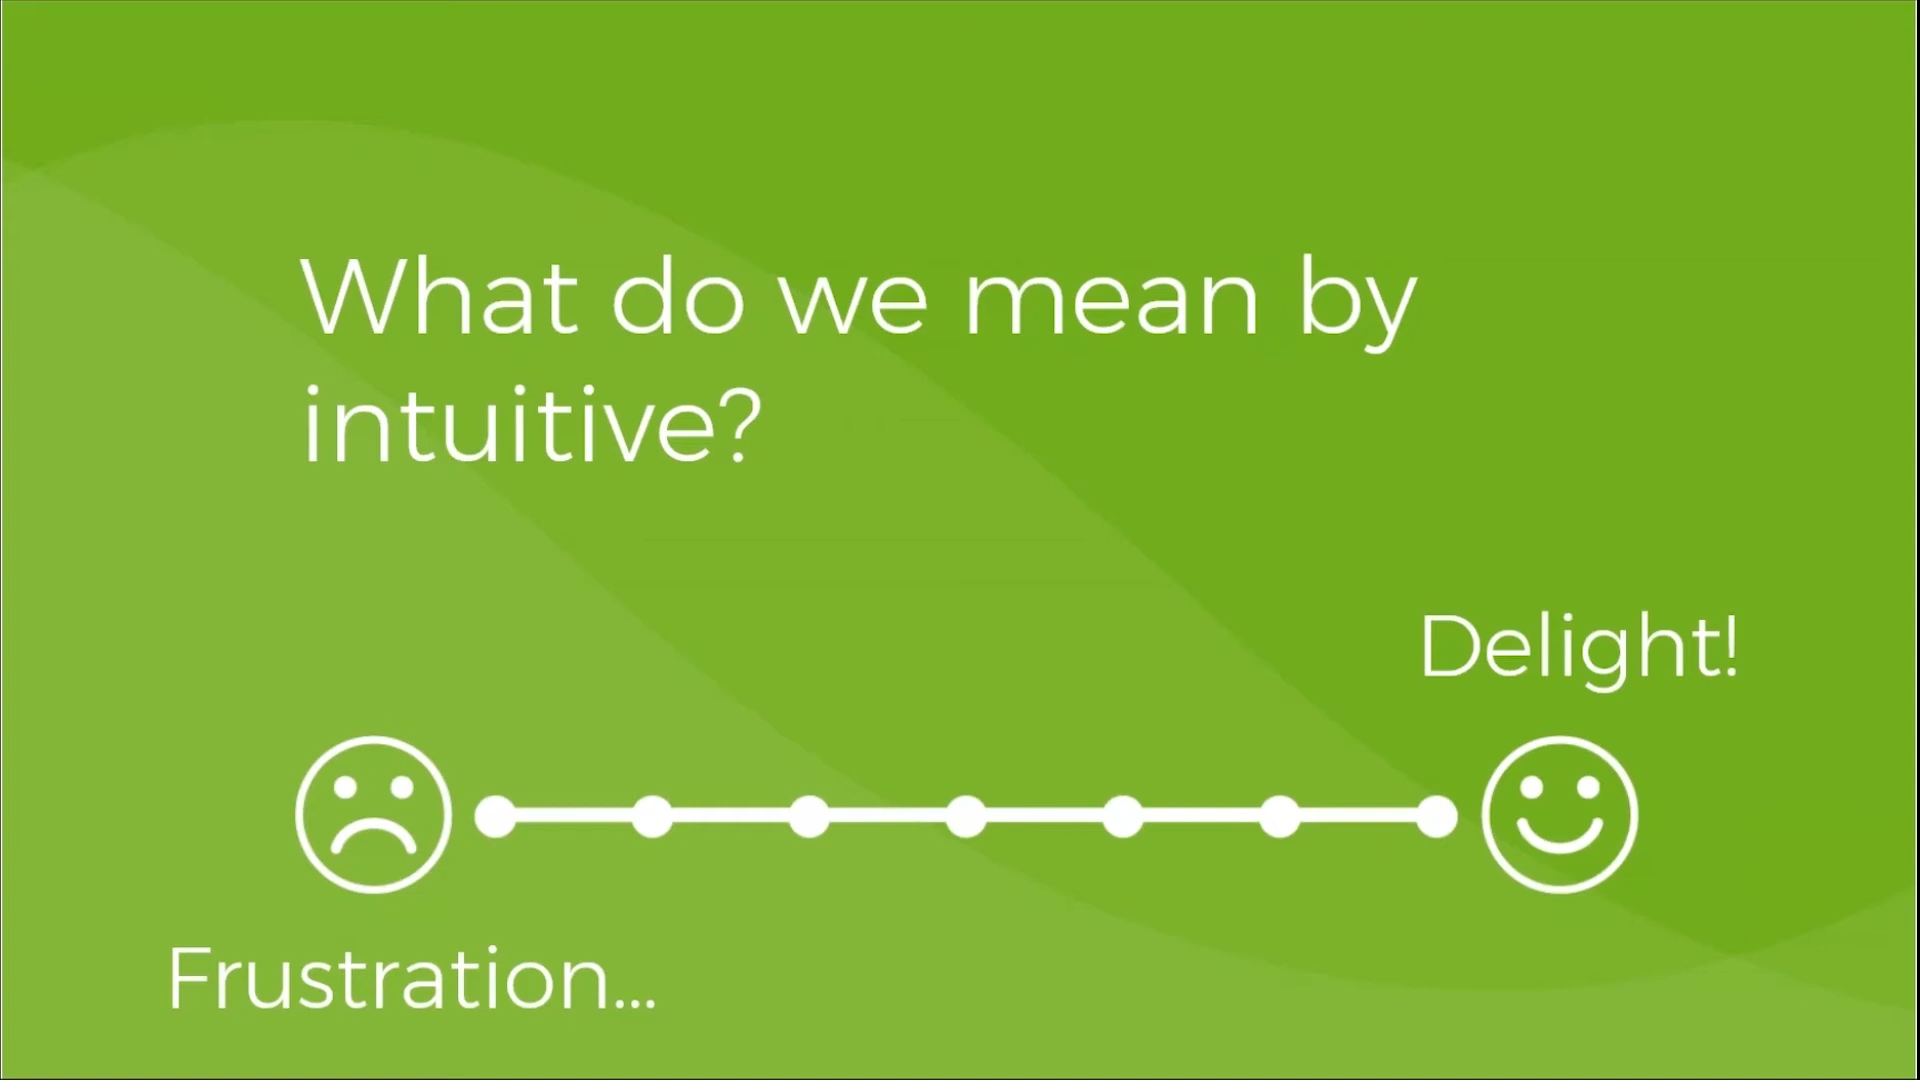 What do we mean by
intuitive?
Delight!
Frustration...